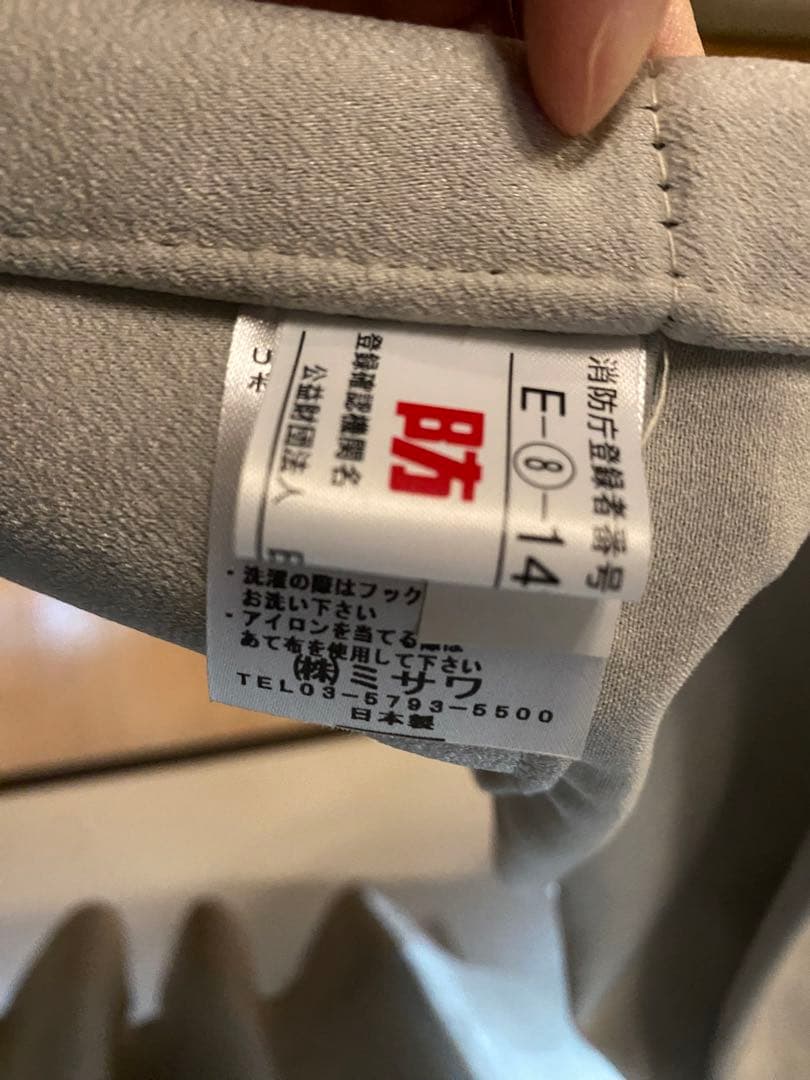 消防庁登録者番号
E-⑧-14
防
登録確認機関名
公益財団法人
・洗濯の際はフック
お洗い下さい
・アイロンを当てる際は
あて布を使用して下さい
(株)ミサワ
TEL03-5793-5500
日本製